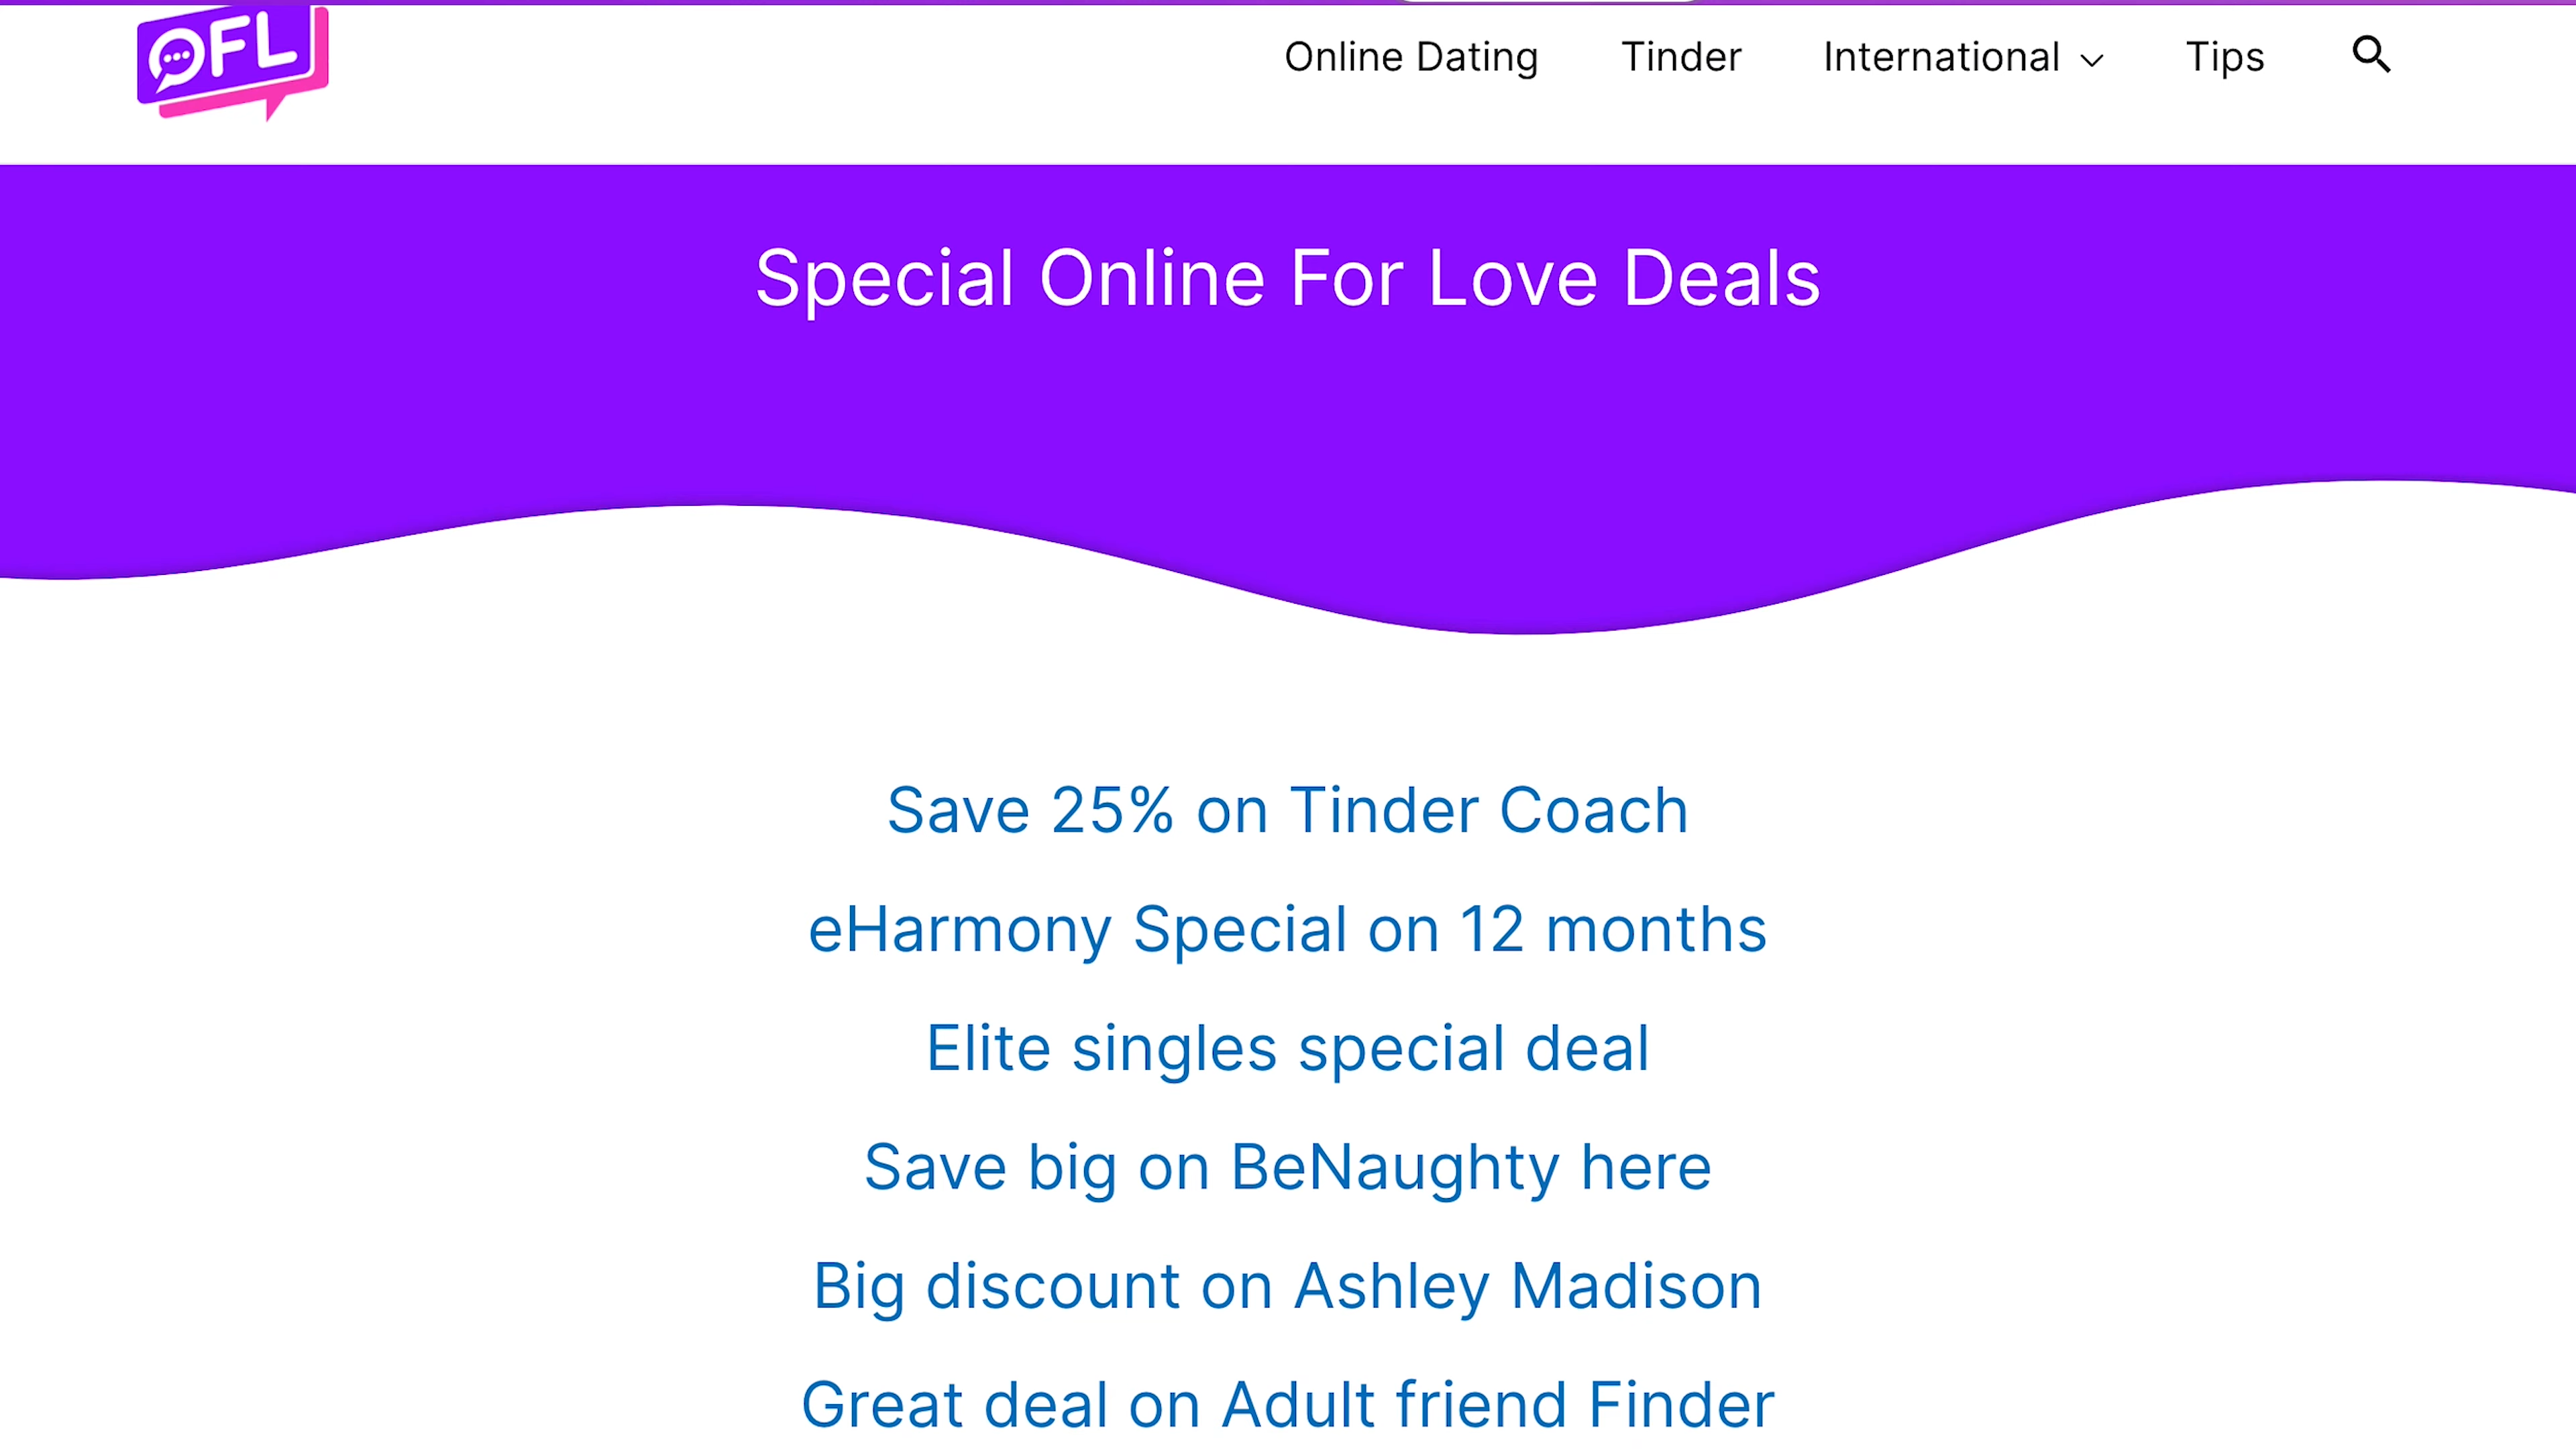 OFL
Online Dating Tinder International Tips
Special Online For Love Deals
Save 25% on Tinder Coach
eHarmony Special on 12 months
Elite singles special deal
Save big on BeNaughty here
Big discount on Ashley Madison
Great deal on Adult friend Finder